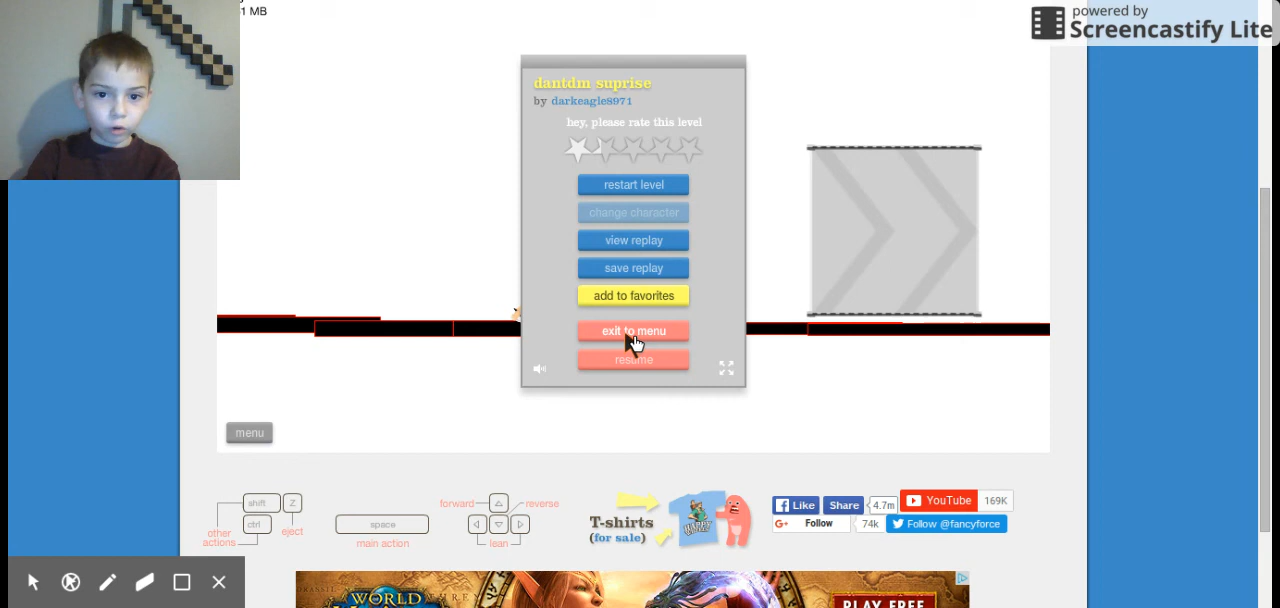 1 MB
powered by
Screencastify Lite
dantdm suprise
by darkeagle8971
hey, please rate this level
restart level
change character
view replay
save replay
add to favorites
exit to menu
resume
menu
shift
Z
ctrl
other
actions
eject
space
main action
forward
reverse
lean
T-shirts
(for sale)
Like
Share
4.7m
YouTube
169K
G+ Follow
74k
Follow @fancyforce
WORLD
PLAY FREE